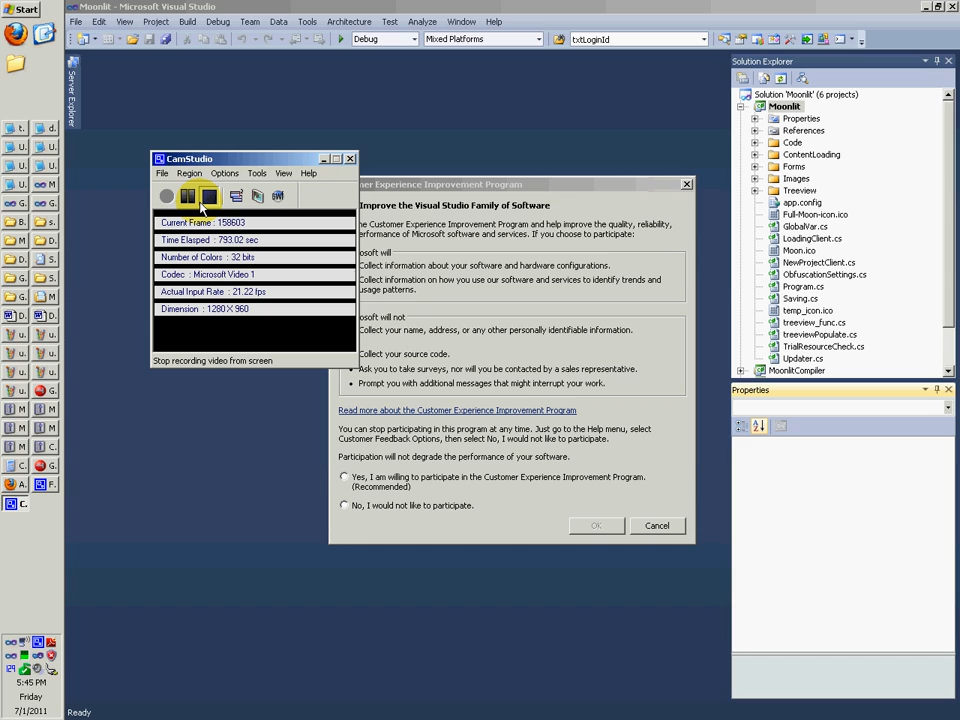 Start
Moonlit - Microsoft Visual Studio
File Edit View Project Build Debug Team Data Tools Architecture Test Analyze Window Help
Debug Mixed Platforms txtLoginId
Server Explorer
Solution Explorer
Solution 'Moonlit' (6 projects)
Moonlit
Properties
References
Code
ContentLoading
Forms
Images
Treeview
app.config
Full-Moon-icon.ico
GlobalVar.cs
LoadingClient.cs
Moon.ico
NewProjectClient.cs
ObfuscationSettings.cs
Program.cs
Saving.cs
temp_icon.ico
treeview_func.cs
treeviewPopulate.cs
TrialResourceCheck.cs
Updater.cs
MoonlitCompiler
Properties
CamStudio
File Region Options Tools View Help
Current Frame : 158603
Time Elasped : 793.02 sec
Number of Colors : 32 bits
Codec : Microsoft Video 1
Actual Input Rate : 21.22 fps
Dimension : 1280 X 960
Stop recording video from screen
er Experience Improvement Program
Improve the Visual Studio Family of Software
he Customer Experience Improvement Program and help improve the quality, reliability,
erformance of Microsoft software and services. If you choose to participate:
osoft will
Collect information about your software and hardware configurations.
Collect information on how you use our software and services to identify trends and
usage patterns.
osoft will not
Collect your name, address, or any other personally identifiable information.
Collect your source code.
• Ask you to take surveys, nor will you be contacted by a sales representative.
• Prompt you with additional messages that might interrupt your work.
Read more about the Customer Experience Improvement Program
You can stop participating in this program at any time. Just go to the Help menu, select
Customer Feedback Options, then select No, I would not like to participate.
Participation will not degrade the performance of your software.
Yes, I am willing to participate in the Customer Experience Improvement Program.
(Recommended)
No, I would not like to participate.
OK Cancel
t. d.
U. s.
U. U.
U. M
G. G.
B. S.
M D.
D. S.
G. S.
D. D.
u. u.
u. u.
u. G.
M M
M M
M C.
C. G.
A. F.
C.
5:45 PM
Friday
7/1/2011
Ready